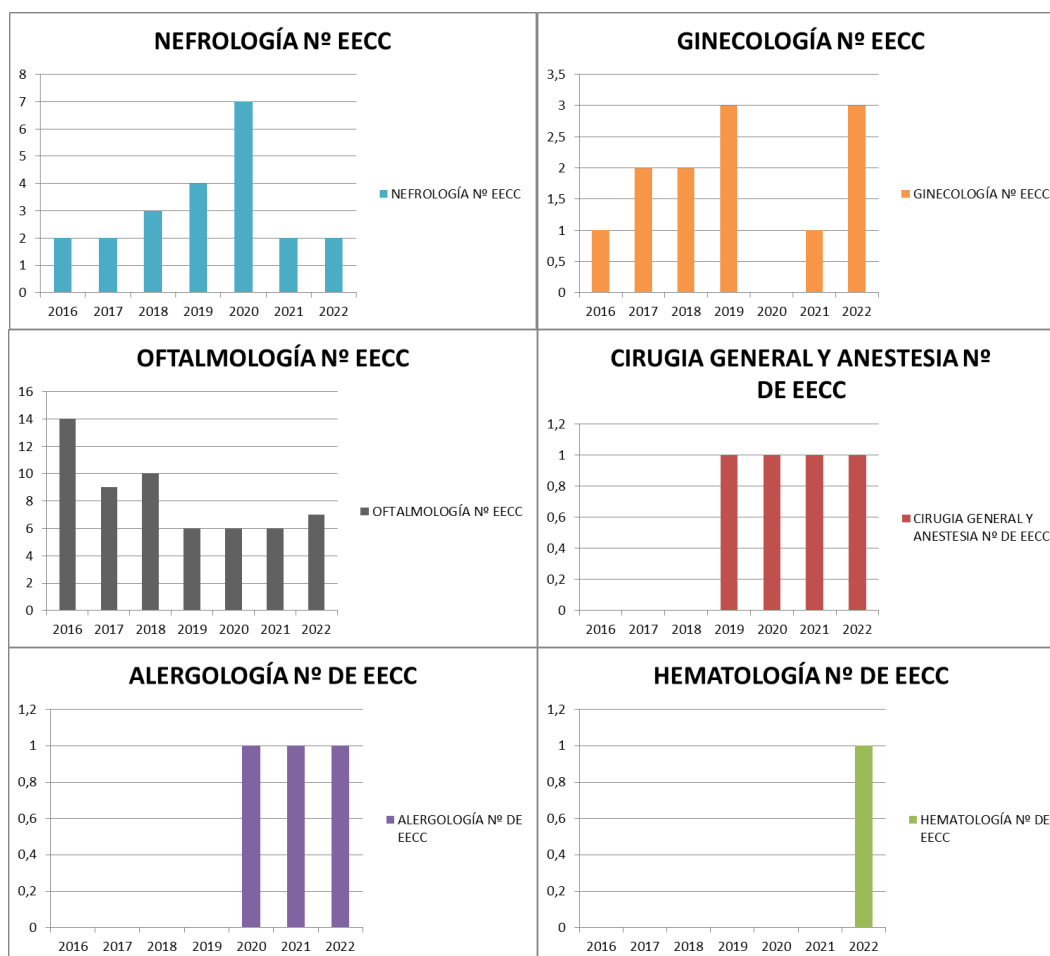 NEFROLOGÍA Nº EECC
8
7
6
5
4
3
2
1
0
2016 2017 2018 2019 2020 2021 2022
NEFROLOGÍA Nº EECC
GINECOLOGÍA Nº EECC
3,5
3
2,5
2
1,5
1
0,5
0
2016 2017 2018 2019 2020 2021 2022
GINECOLOGÍA Nº EECC
OFTALMOLOGÍA Nº EECC
16
14
12
10
8
6
4
2
0
2016 2017 2018 2019 2020 2021 2022
OFTALMOLOGÍA Nº EECC
CIRUGIA GENERAL Y ANESTESIA Nº
DE EECC
1,2
1
0,8
0,6
0,4
0,2
0
2016 2017 2018 2019 2020 2021 2022
CIRUGIA GENERAL Y
ANESTESIA Nº DE EECC
ALERGOLOGÍA Nº DE EECC
1,2
1
0,8
0,6
0,4
0,2
0
2016 2017 2018 2019 2020 2021 2022
ALERGOLOGÍA Nº DE
EECC
HEMATOLOGÍA Nº DE EECC
1,2
1
0,8
0,6
0,4
0,2
0
2016 2017 2018 2019 2020 2021 2022
HEMATOLOGÍA Nº DE
EECC